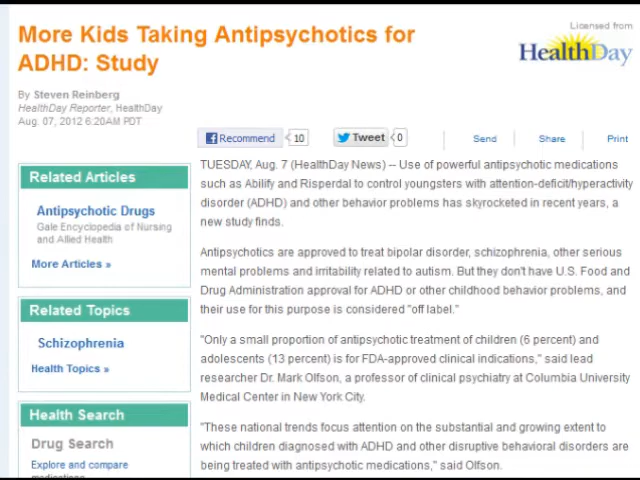 More Kids Taking Antipsychotics for
ADHD: Study
Licensed from
HealthDay
By Steven Reinberg
HealthDay Reporter, HealthDay
Aug. 07, 2012 6:20AM PDT
Recommend 10 Tweet 0 Send Share Print
Related Articles
Antipsychotic Drugs
Gale Encyclopedia of Nursing
and Allied Health
More Articles »
Related Topics
Schizophrenia
Health Topics »
Health Search
Drug Search
Explore and compare
medications
TUESDAY, Aug. 7 (HealthDay News) -- Use of powerful antipsychotic medications
such as Abilify and Risperdal to control youngsters with attention-deficit/hyperactivity
disorder (ADHD) and other behavior problems has skyrocketed in recent years, a
new study finds.
Antipsychotics are approved to treat bipolar disorder, schizophrenia, other serious
mental problems and irritability related to autism. But they don't have U.S. Food and
Drug Administration approval for ADHD or other childhood behavior problems, and
their use for this purpose is considered "off label."
"Only a small proportion of antipsychotic treatment of children (6 percent) and
adolescents (13 percent) is for FDA-approved clinical indications," said lead
researcher Dr. Mark Olfson, a professor of clinical psychiatry at Columbia University
Medical Center in New York City.
"These national trends focus attention on the substantial and growing extent to
which children diagnosed with ADHD and other disruptive behavioral disorders are
being treated with antipsychotic medications," said Olfson.